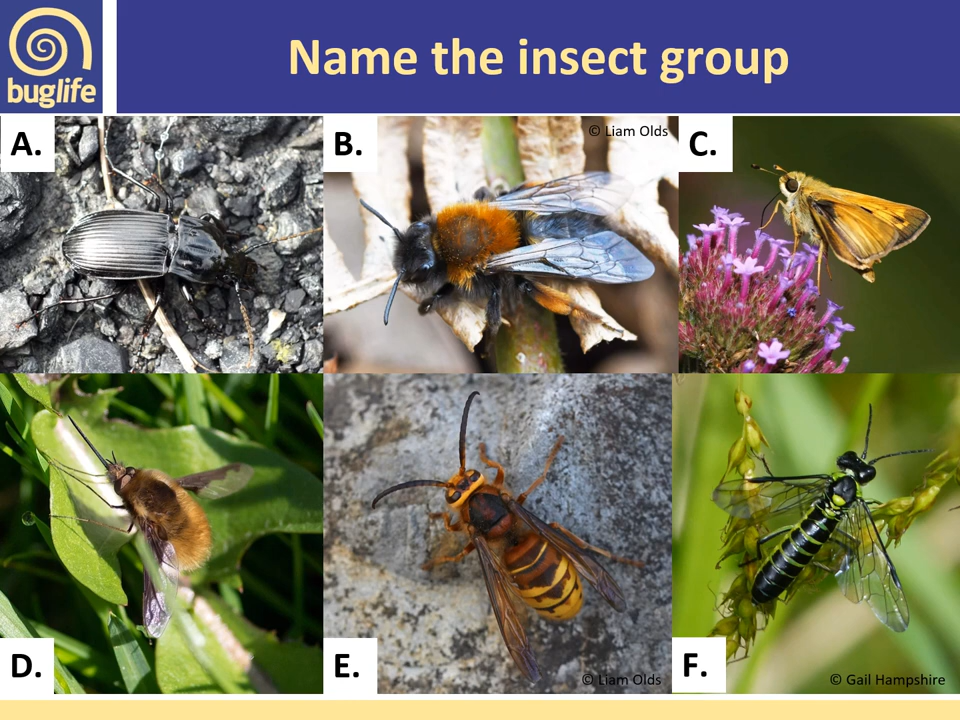 buglife
Name the insect group
A.
B.
© Liam Olds
C.
D.
E.
© Liam Olds
F.
© Gail Hampshire